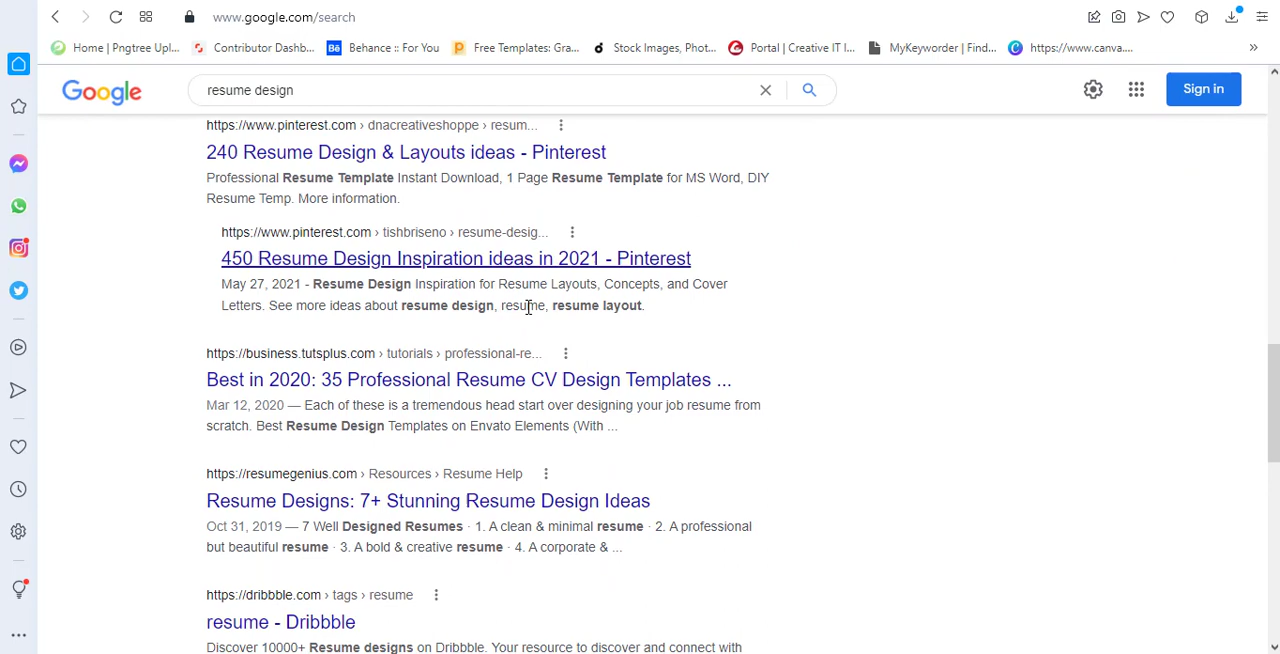 www.google.com/search
Home | Pngtree Upl...
Contributor Dashb...
Bē Behance :: For You
Free Templates: Gra...
Stock Images, Phot...
Portal | Creative IT I...
MyKeyworder | Find...
https://www.canva....
»
Google
resume design
Sign in
https://www.pinterest.com › dnacreativeshoppe › resum...
240 Resume Design & Layouts ideas - Pinterest
Professional Resume Template Instant Download, 1 Page Resume Template for MS Word, DIY
Resume Temp. More information.
https://www.pinterest.com › tishbriseno › resume-desig...
450 Resume Design Inspiration ideas in 2021 - Pinterest
May 27, 2021 - Resume Design Inspiration for Resume Layouts, Concepts, and Cover
Letters. See more ideas about resume design, resume, resume layout.
https://business.tutsplus.com › tutorials › professional-re...
Best in 2020: 35 Professional Resume CV Design Templates ...
Mar 12, 2020 — Each of these is a tremendous head start over designing your job resume from
scratch. Best Resume Design Templates on Envato Elements (With ...
https://resumegenius.com › Resources › Resume Help
Resume Designs: 7+ Stunning Resume Design Ideas
Oct 31, 2019 — 7 Well Designed Resumes · 1. A clean & minimal resume · 2. A professional
but beautiful resume · 3. A bold & creative resume · 4. A corporate & ...
https://dribbble.com › tags › resume
resume - Dribbble
Discover 10000+ Resume designs on Dribbble. Your resource to discover and connect with